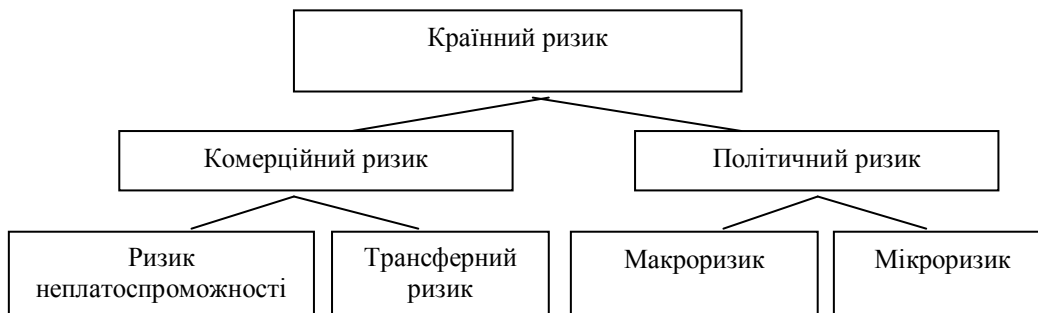 Країнний ризик
Комерційний ризик
Політичний ризик
Ризик
неплатоспроможності
Трансферний
ризик
Макроризик
Мікроризик